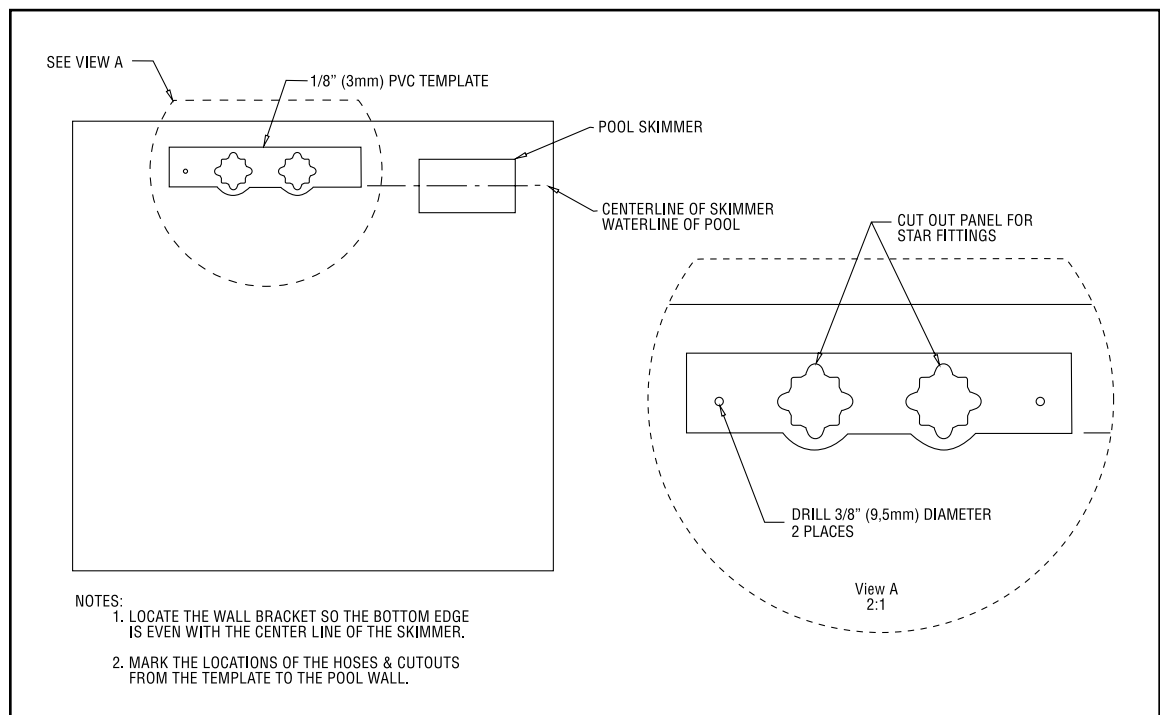 SEE VIEW A
1/8" (3mm) PVC TEMPLATE
POOL SKIMMER
CENTERLINE OF SKIMMER
WATERLINE OF POOL
CUT OUT PANEL FOR
STAR FITTINGS
DRILL 3/8" (9,5mm) DIAMETER
2 PLACES
View A
2:1
NOTES:
1. LOCATE THE WALL BRACKET SO THE BOTTOM EDGE
IS EVEN WITH THE CENTER LINE OF THE SKIMMER.
2. MARK THE LOCATIONS OF THE HOSES & CUTOUTS
FROM THE TEMPLATE TO THE POOL WALL.